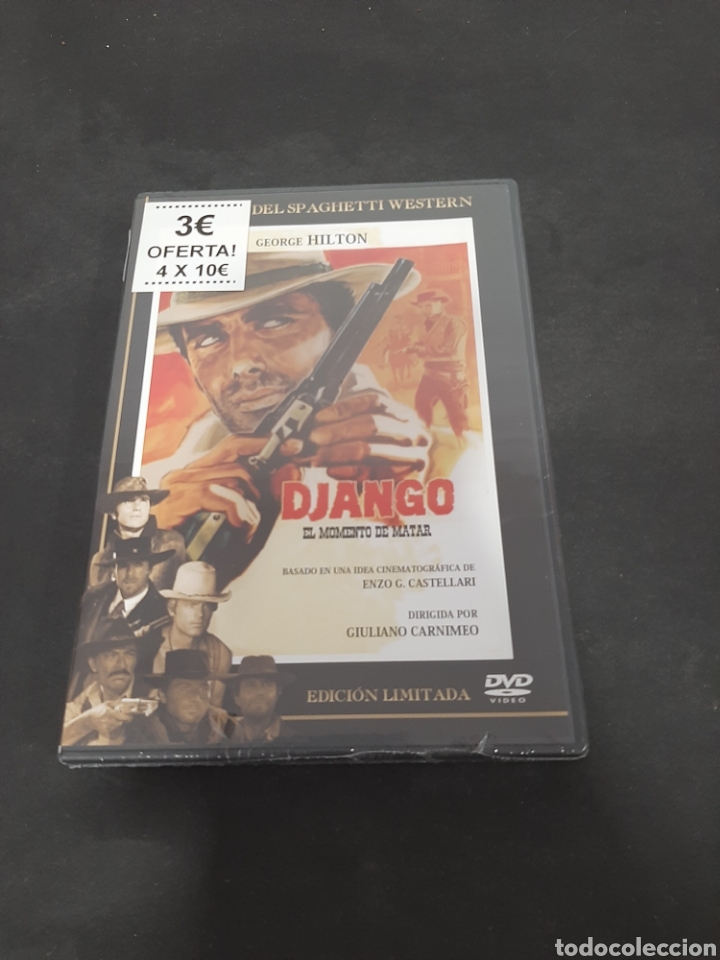 DEL SPAGHETTI WESTERN
3€
OFERTA!
4 X 10€
GEORGE HILTON
DJANGO
EL MOMENTO DE MATAR
BASADO EN UNA IDEA CINEMATOGRÁFICA DE
ENZO G. CASTELLARI
DIRIGIDA POR
GIULIANO CARNIMEO
EDICIÓN LIMITADA
DVD
VIDEO
todocoleccion